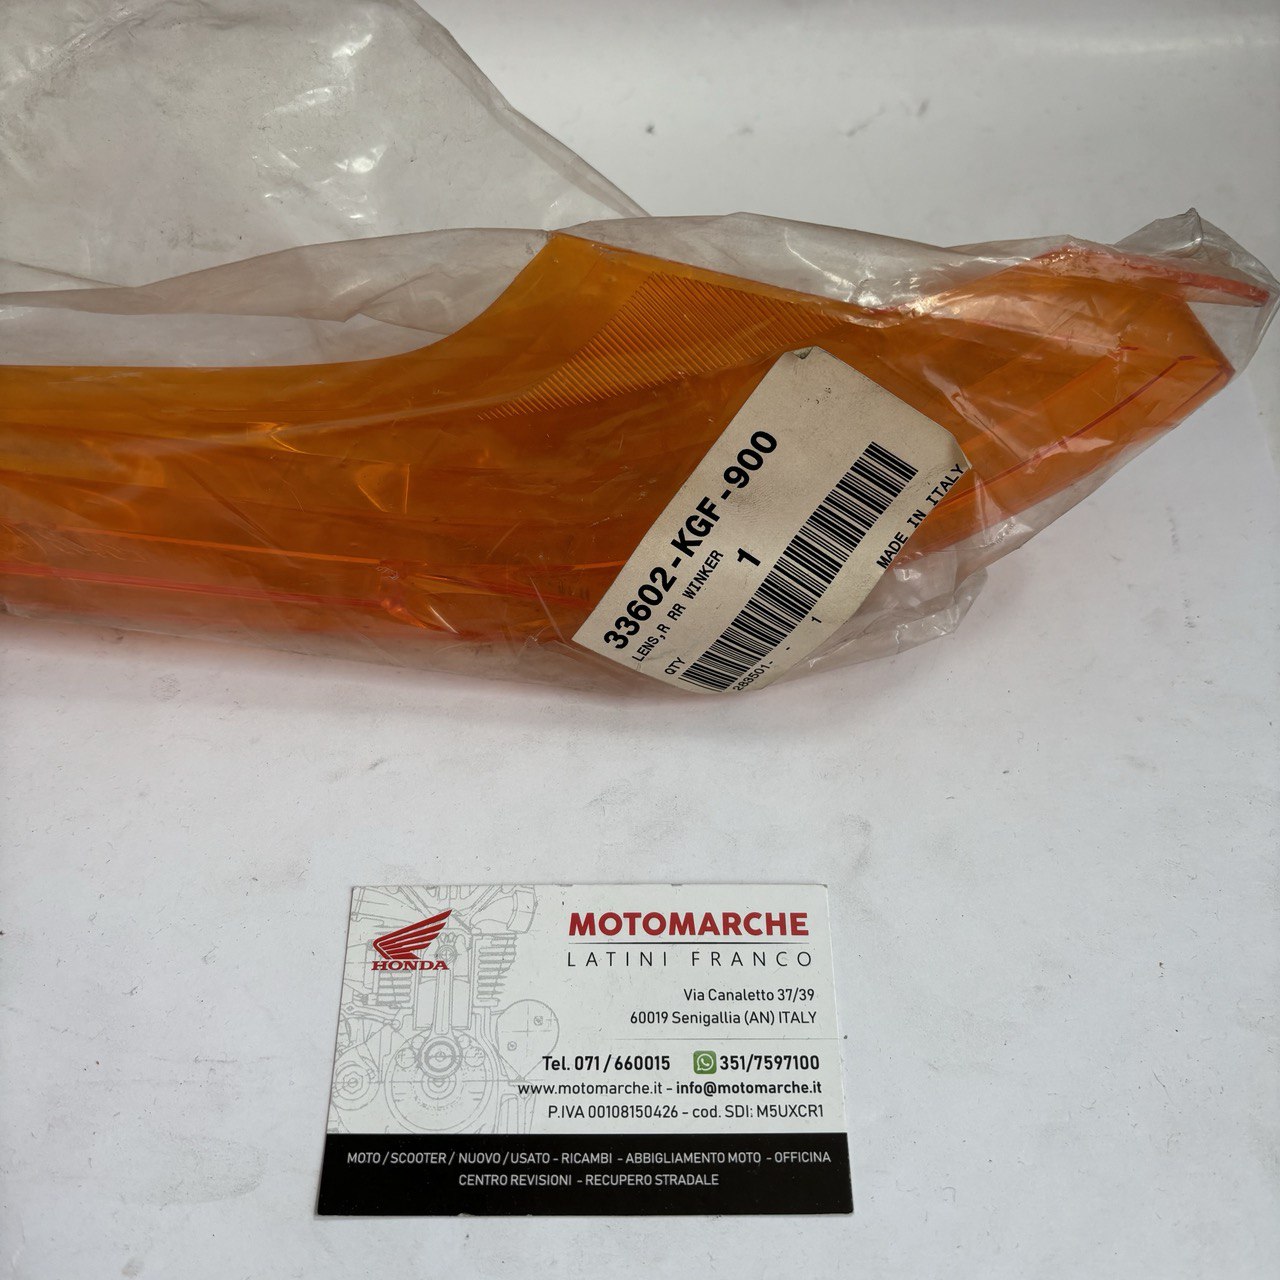 33602-KGF-900
LENS,R RR WINKER
QTY 1
283501- - 1
MADE IN ITALY
HONDA
MOTOMARCHE
LATINI FRANCO
Via Canaletto 37/39
60019 Senigallia (AN) ITALY
Tel. 071/660015 351/7597100
www.motomarche.it - info@motomarche.it
P.IVA 00108150426 - cod. SDI: M5UXCR1
MOTO / SCOOTER / NUOVO / USATO - RICAMBI - ABBIGLIAMENTO MOTO - OFFICINA
CENTRO REVISIONI - RECUPERO STRADALE